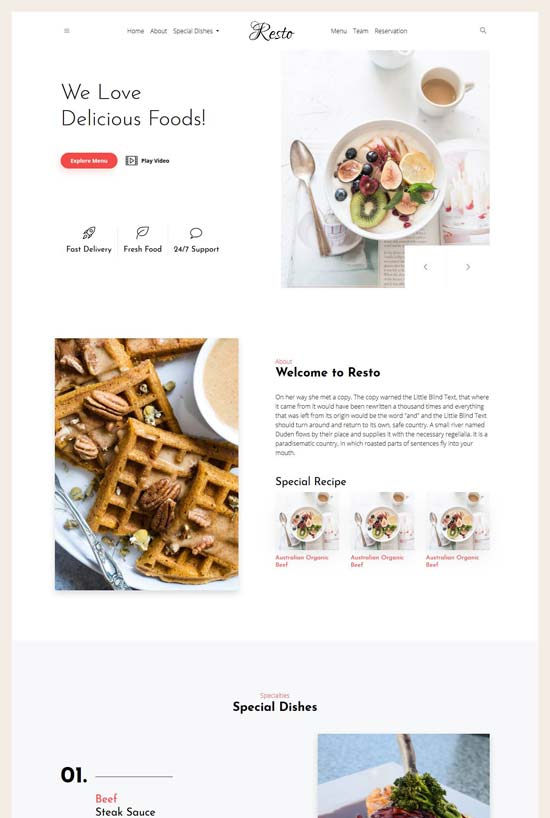 Home About Special Dishes Resto Menu Team Reservation
We Love
Delicious Foods!
Explore Menu Play Video
Fast Delivery Fresh Food 24/7 Support
About
Welcome to Resto
On her way she met a copy. The copy warned the Little Blind Text, that where
it came from it would have been rewritten a thousand times and everything
that was left from its origin would be the word "and" and the Little Blind Text
should turn around and return to its own, safe country. A small river named
Duden flows by their place and supplies it with the necessary regelialia. It is a
paradisematic country, in which roasted parts of sentences fly into your
mouth.
Special Recipe
Australian Organic Australian Organic Australian Organic
Beef Beef Beef
Specialties
Special Dishes
01.
Beef
Steak Sauce